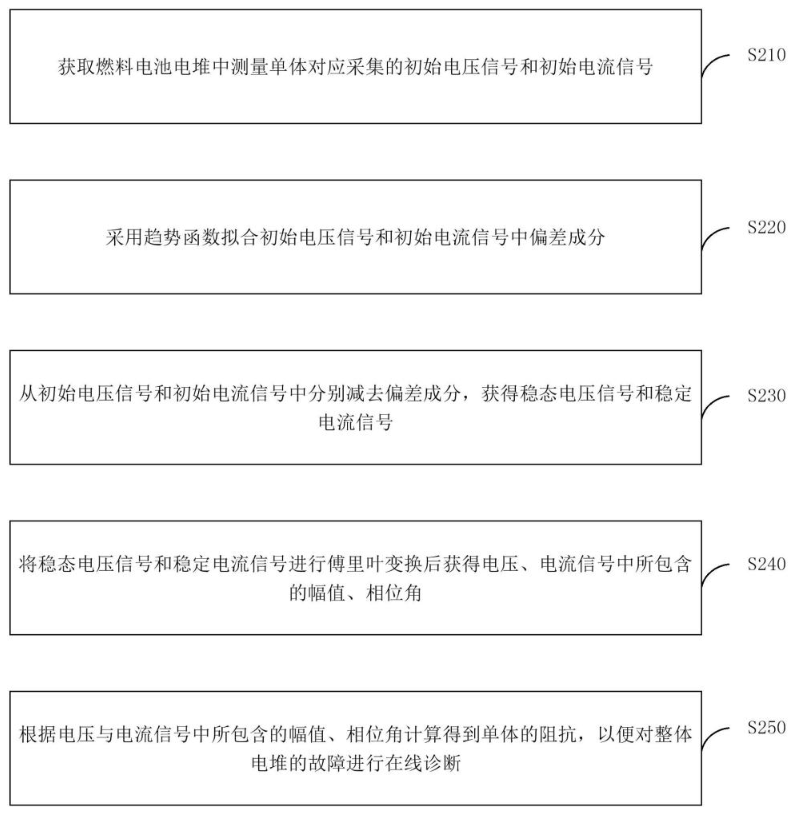 获取燃料电池电堆中测量单体对应采集的初始电压信号和初始电流信号
S210
采用趋势函数拟合初始电压信号和初始电流信号中偏差成分
S220
从初始电压信号和初始电流信号中分别减去偏差成分，获得稳态电压信号和稳定
电流信号
S230
将稳态电压信号和稳定电流信号进行傅里叶变换后获得电压、电流信号中所包含
的幅值、相位角
S240
根据电压与电流信号中所包含的幅值、相位角计算得到单体的阻抗，以便对整体
电堆的故障进行在线诊断
S250